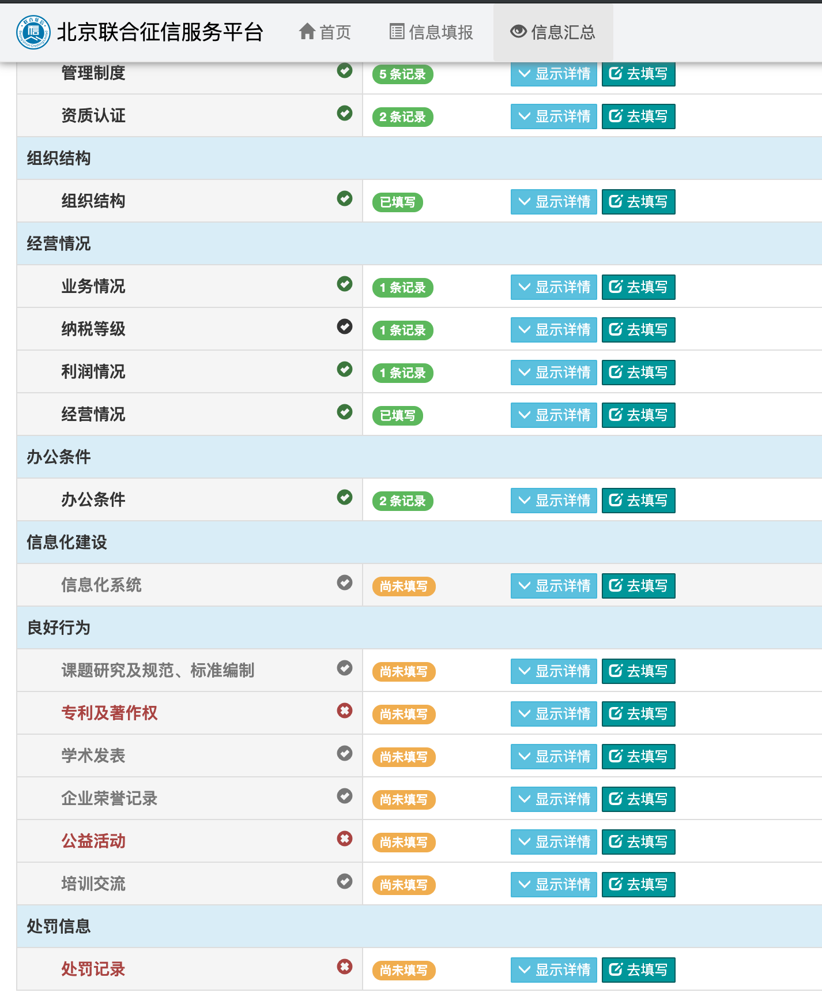 北京联合征信服务平台 首页 信息填报 信息汇总
管理制度 5 条记录 显示详情 去填写
资质认证 2 条记录 显示详情 去填写
组织结构
组织结构 已填写 显示详情 去填写
经营情况
业务情况 1 条记录 显示详情 去填写
纳税等级 1 条记录 显示详情 去填写
利润情况 1 条记录 显示详情 去填写
经营情况 已填写 显示详情 去填写
办公条件
办公条件 2 条记录 显示详情 去填写
信息化建设
信息化系统 尚未填写 显示详情 去填写
良好行为
课题研究及规范、标准编制 尚未填写 显示详情 去填写
专利及著作权 尚未填写 显示详情 去填写
学术发表 尚未填写 显示详情 去填写
企业荣誉记录 尚未填写 显示详情 去填写
公益活动 尚未填写 显示详情 去填写
培训交流 尚未填写 显示详情 去填写
处罚信息
处罚记录 尚未填写 显示详情 去填写